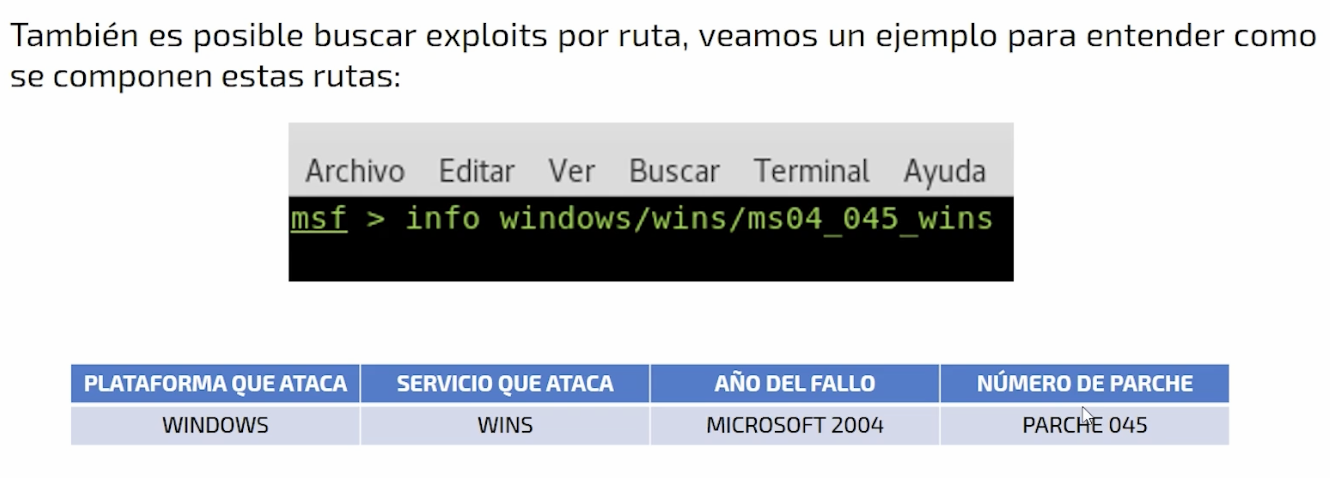 También es posible buscar exploits por ruta, veamos un ejemplo para entender como
se componen estas rutas:
Archivo Editar Ver Buscar Terminal Ayuda
msf > info windows/wins/ms04_045_wins
PLATAFORMA QUE ATACA SERVICIO QUE ATACA AÑO DEL FALLO NÚMERO DE PARCHE
WINDOWS WINS MICROSOFT 2004 PARCHE 045